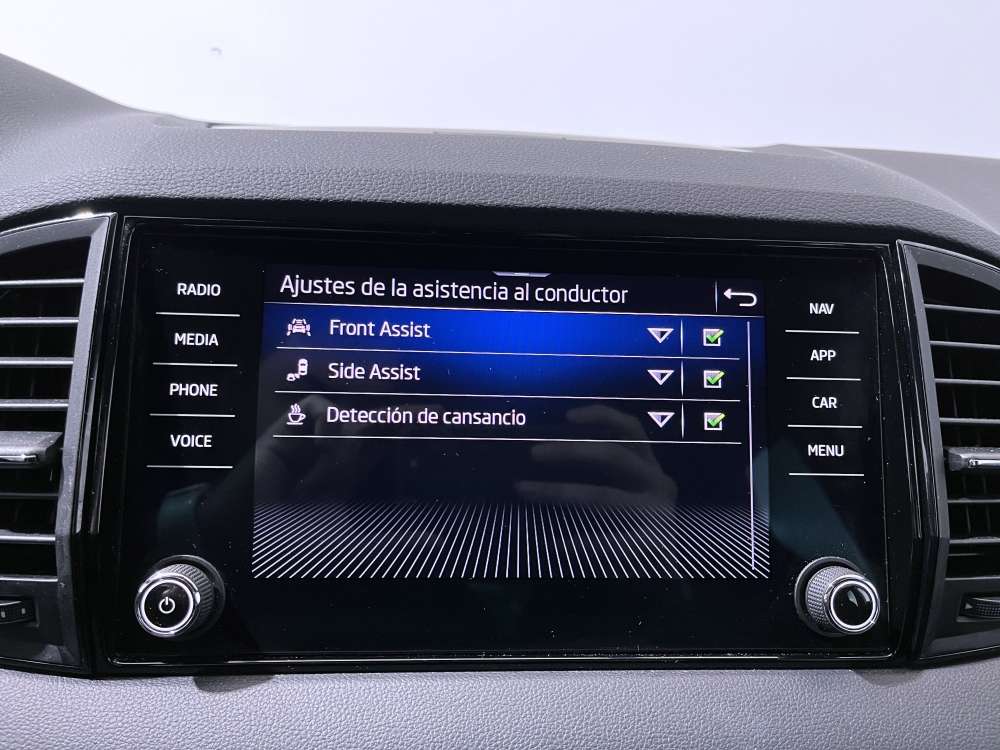 Ajustes de la asistencia al conductor
Front Assist
Side Assist
Detección de cansancio
RADIO
MEDIA
PHONE
VOICE
NAV
APP
CAR
MENU